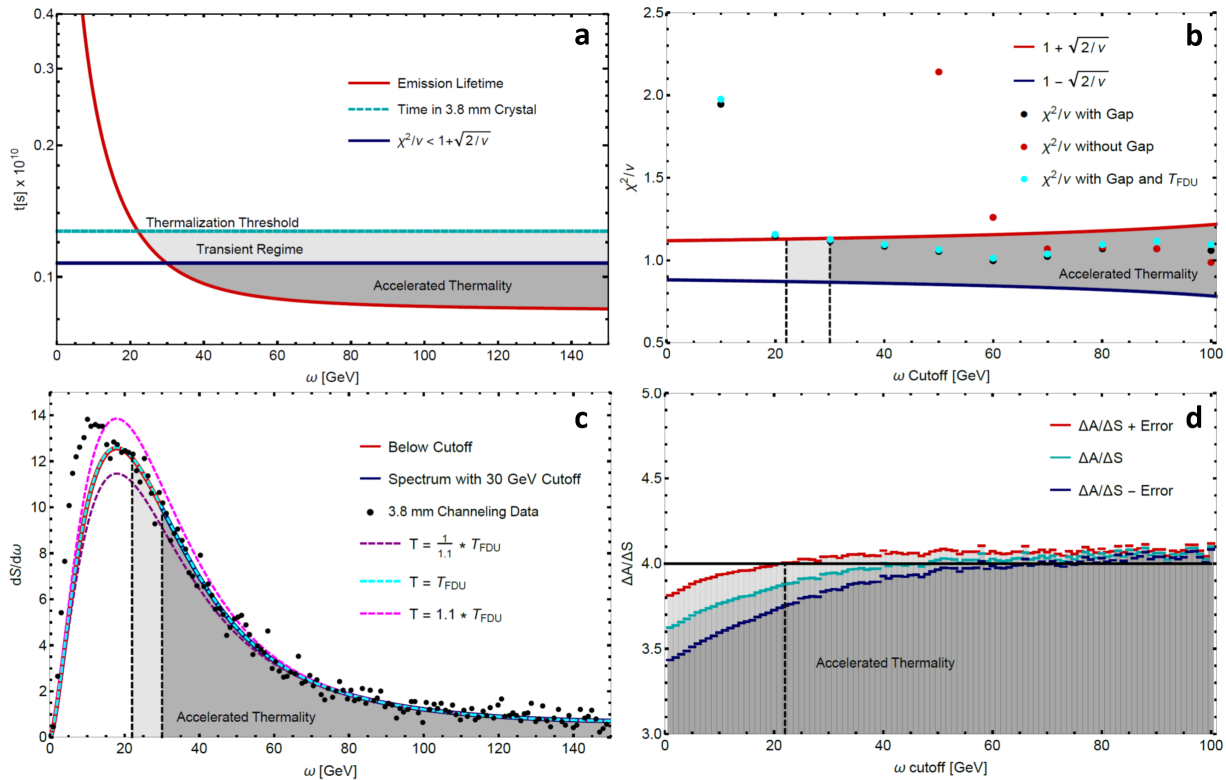 a
0.4
0.3
0.2
0.1
t[s] x 10^10
Emission Lifetime
Time in 3.8 mm Crystal
χ²/ν < 1+√2/ν
Thermalization Threshold
Transient Regime
Accelerated Thermality
0 20 40 60 80 100 120 140
ω [GeV]
b
2.5
2.0
1.5
1.0
0.5
χ²/ν
1 + √2/ν
1 − √2/ν
χ²/ν with Gap
χ²/ν without Gap
χ²/ν with Gap and T_FDU
Accelerated Thermality
0 20 40 60 80 100
ω Cutoff [GeV]
c
14
12
10
8
6
4
2
0
dS/dω
Below Cutoff
Spectrum with 30 GeV Cutoff
3.8 mm Channeling Data
T = 1/1.1 * T_FDU
T = T_FDU
T = 1.1 * T_FDU
Accelerated Thermality
0 20 40 60 80 100 120 140
ω [GeV]
d
5.0
4.5
4.0
3.5
3.0
ΔA/ΔS
ΔA/ΔS + Error
ΔA/ΔS
ΔA/ΔS − Error
Accelerated Thermality
0 20 40 60 80 100
ω cutoff [GeV]